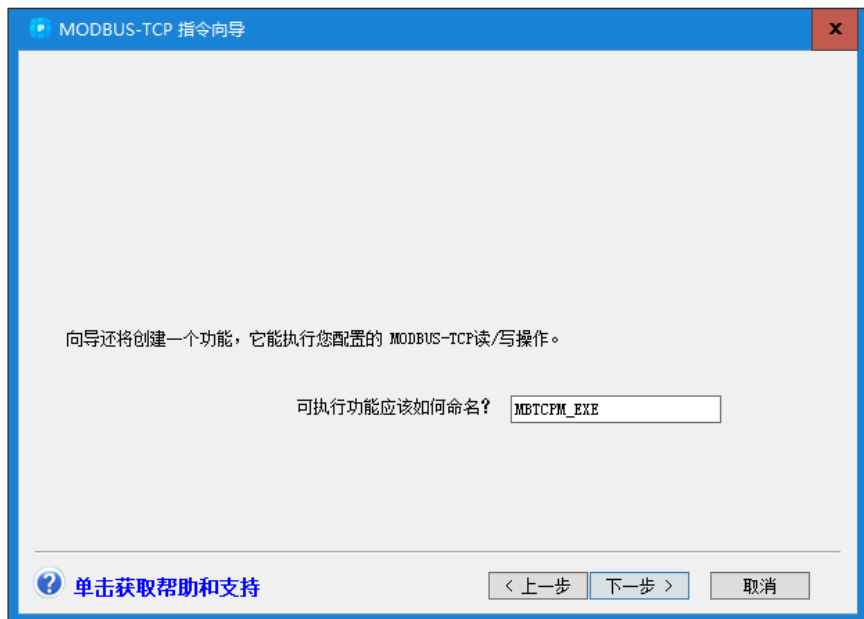 MODBUS-TCP 指令向导
x
向导还将创建一个功能，它能执行您配置的 MODBUS-TCP读/写操作。
可执行功能应该如何命名？ MBTCPM_EXE
? 单击获取帮助和支持 < 上一步 下一步 > 取消